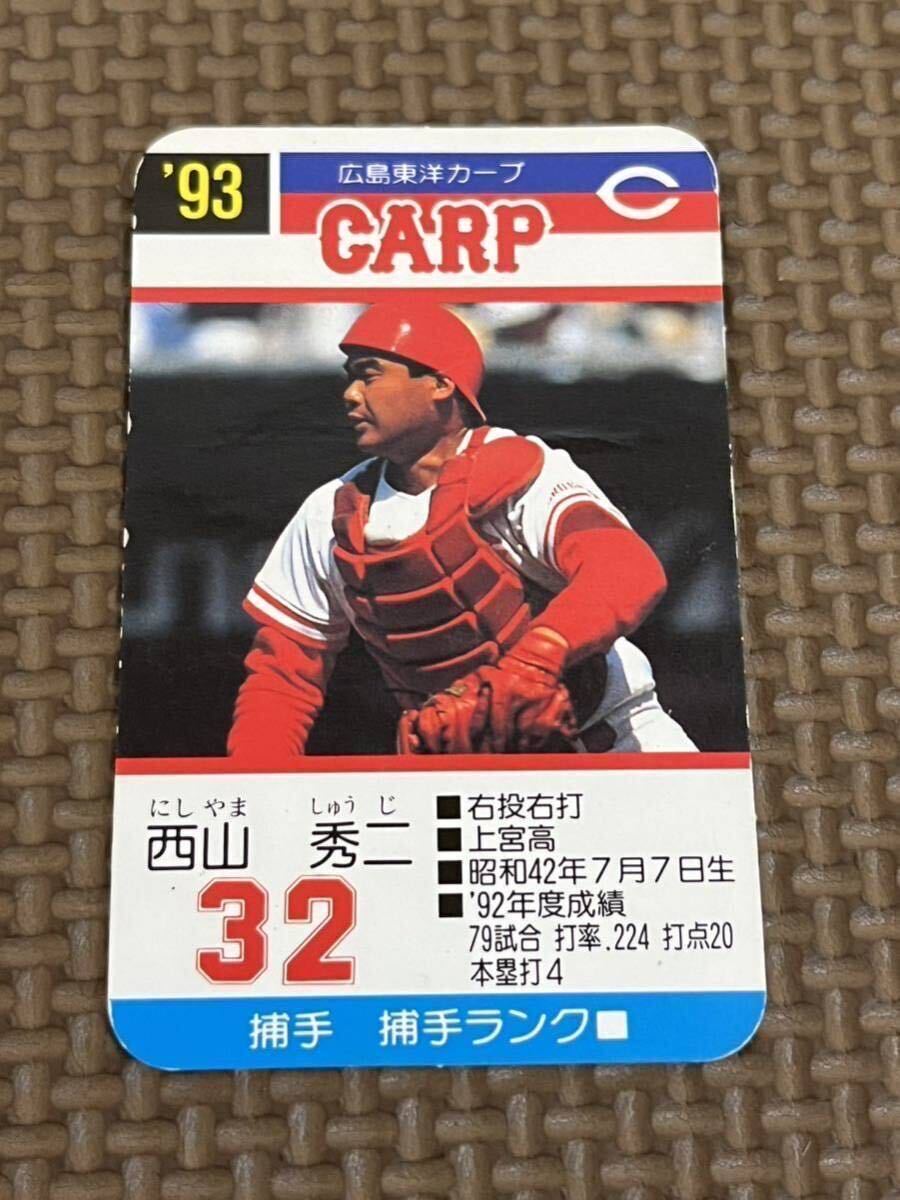 '93
広島東洋カープ
C
CARP
にし やま しゅう じ
西山 秀二
32
■右投右打
■上宮高
■昭和42年7月7日生
■'92年度成績
79試合 打率.224 打点20
本塁打4
捕手 捕手ランク■